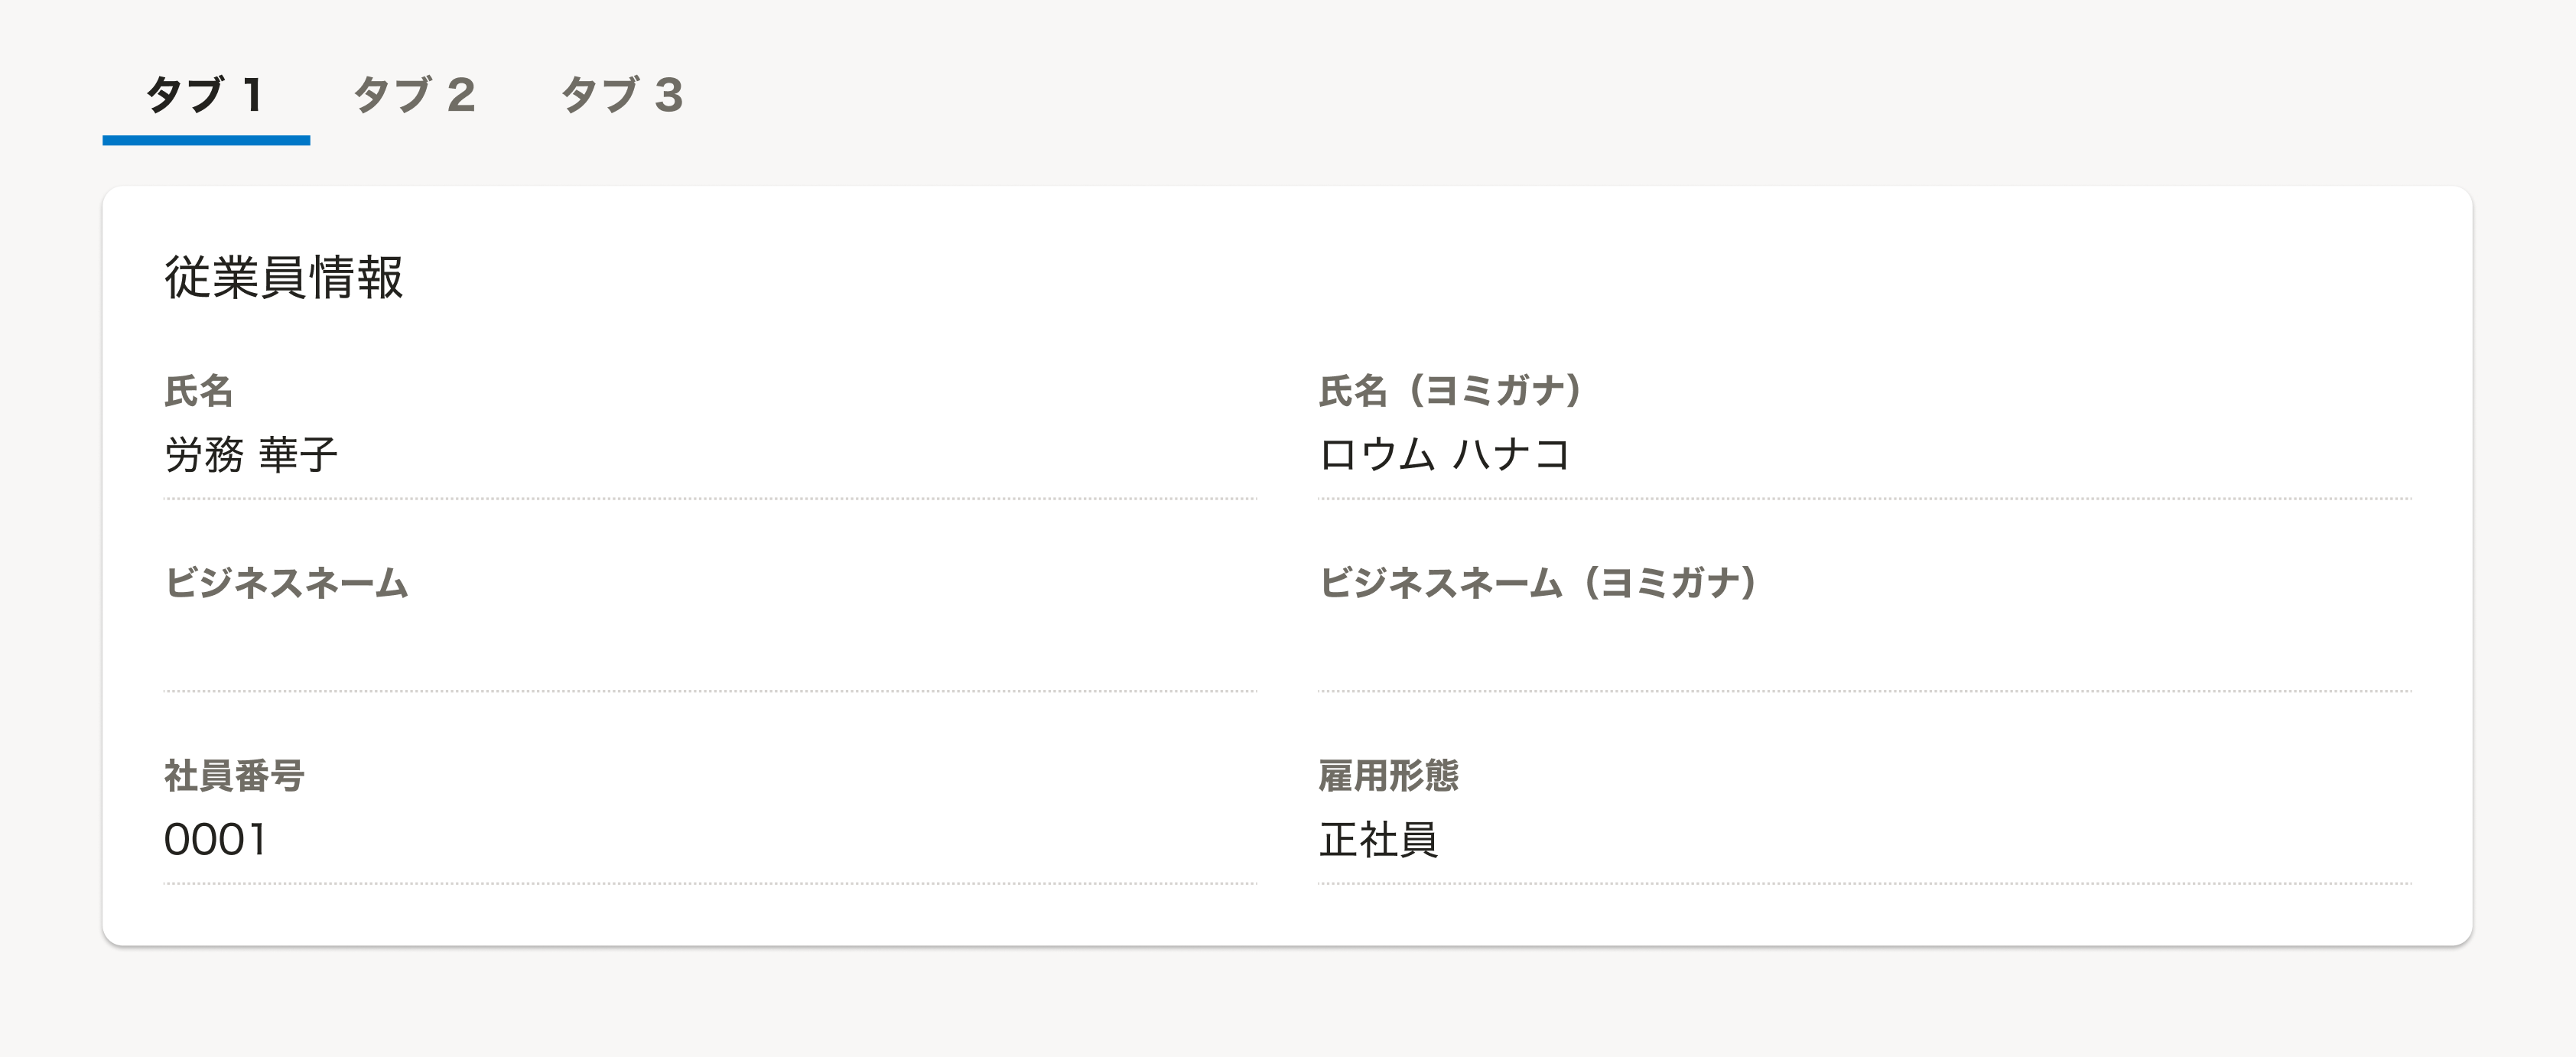 タブ 1 タブ 2 タブ 3
従業員情報
氏名
労務 華子
氏名（ヨミガナ）
ロウム ハナコ
ビジネスネーム
ビジネスネーム（ヨミガナ）
社員番号
0001
雇用形態
正社員